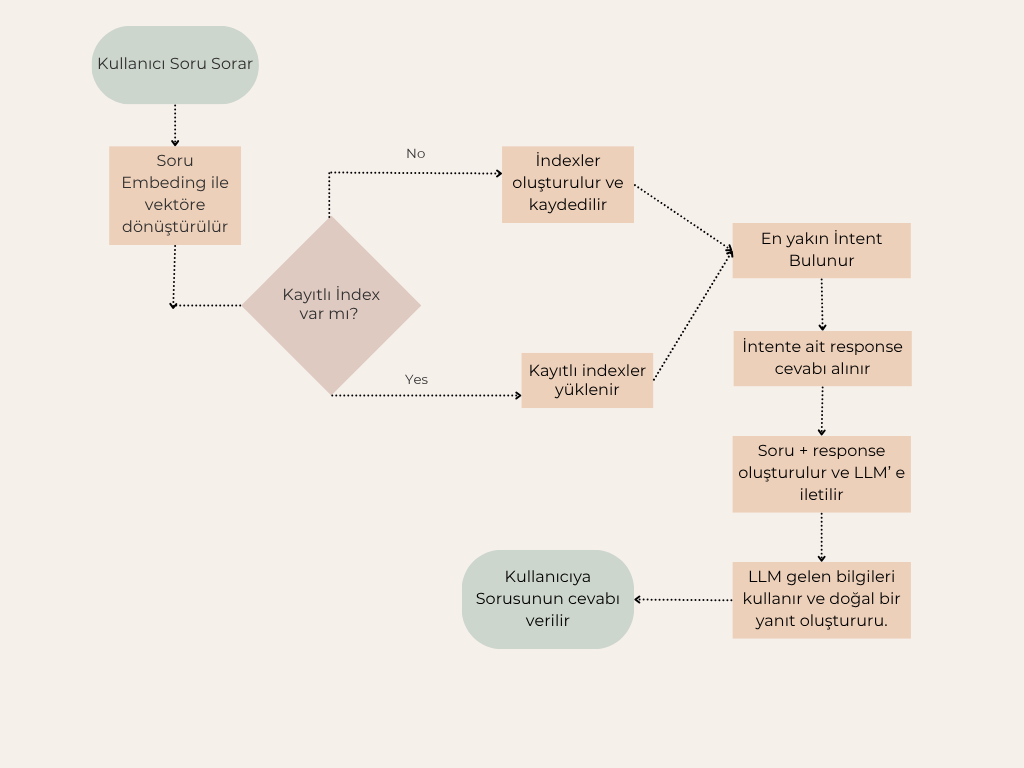 Kullanıcı Soru Sorar
Soru
Embeding ile
vektöre
dönüştürülür
Kayıtlı İndex
var mı?
No
İndexler
oluşturulur ve
kaydedilir
Yes
Kayıtlı indexler
yüklenir
En yakın İntent
Bulunur
İntente ait response
cevabı alınır
Soru + response
oluşturulur ve LLM’ e
iletilir
LLM gelen bilgileri
kullanır ve doğal bir
yanıt oluştururu.
Kullanıcıya
Sorusunun cevabı
verilir